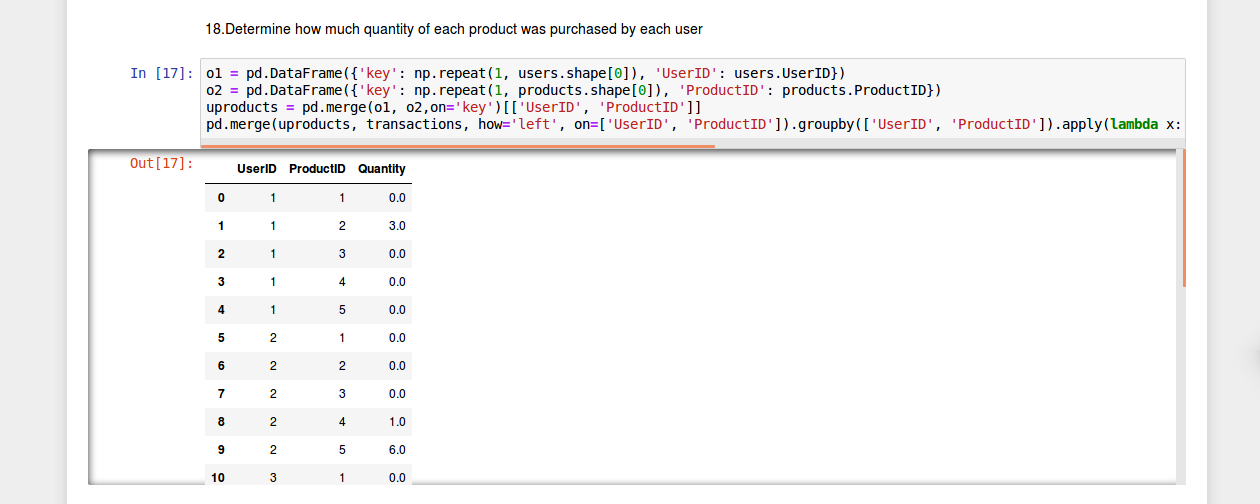 18.Determine how much quantity of each product was purchased by each user
In [17]: o1 = pd.DataFrame({'key': np.repeat(1, users.shape[0]), 'UserID': users.UserID})
o2 = pd.DataFrame({'key': np.repeat(1, products.shape[0]), 'ProductID': products.ProductID})
uproducts = pd.merge(o1, o2,on='key')[['UserID', 'ProductID']]
pd.merge(uproducts, transactions, how='left', on=['UserID', 'ProductID']).groupby(['UserID', 'ProductID']).apply(lambda x:
Out[17]:
UserID ProductID Quantity
0 1 1 0.0
1 1 2 3.0
2 1 3 0.0
3 1 4 0.0
4 1 5 0.0
5 2 1 0.0
6 2 2 0.0
7 2 3 0.0
8 2 4 1.0
9 2 5 6.0
10 3 1 0.0